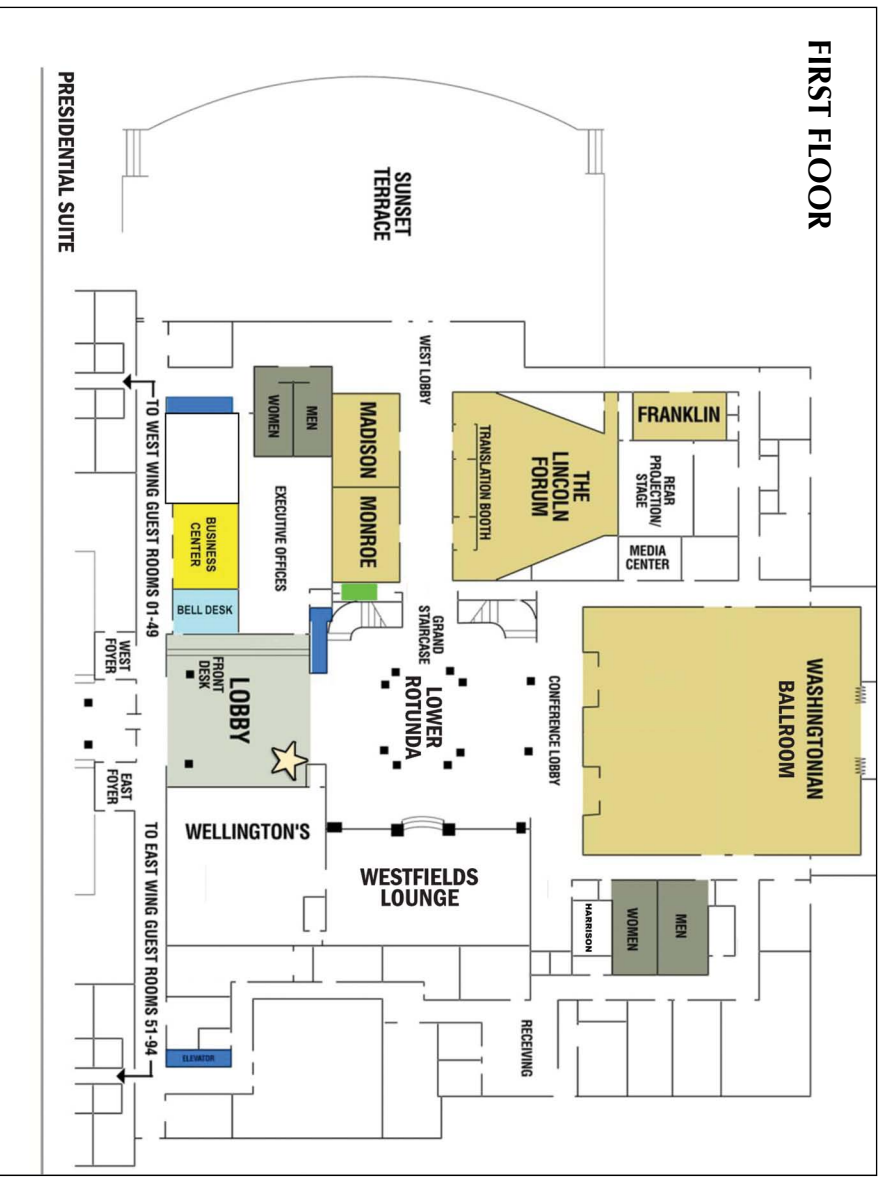 FIRST FLOOR
SUNSET
TERRACE
PRESIDENTIAL SUITE
WEST LOBBY
FRANKLIN
THE
LINCOLN
FORUM
TRANSLATION BOOTH
REAR
PROJECTION/
STAGE
MEDIA
CENTER
MADISON
MONROE
MEN
WOMEN
EXECUTIVE OFFICES
BUSINESS
CENTER
BELL DESK
TO WEST WING GUEST ROOMS 01-49
WEST
FOYER
GRAND
STAIRCASE
LOWER
ROTUNDA
CONFERENCE LOBBY
WASHINGTONIAN
BALLROOM
LOBBY
FRONT
DESK
EAST
FOYER
TO EAST WING GUEST ROOMS 51-94
WELLINGTON'S
WESTFIELDS
LOUNGE
HARRISON
WOMEN
MEN
RECEIVING
ELEVATOR